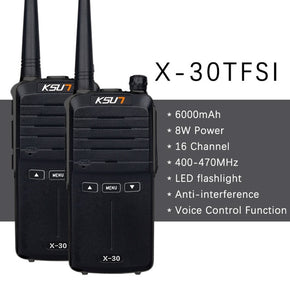 X-30TFSI
* 6000mAh
* 8W Power
* 16 Channel
* 400-470MHz
* LED flashlight
* Anti-interference
* Voice Control Function
KSUN
KSUN
▲ MENU ▼
▲ MENU ▼
X-30
X-30